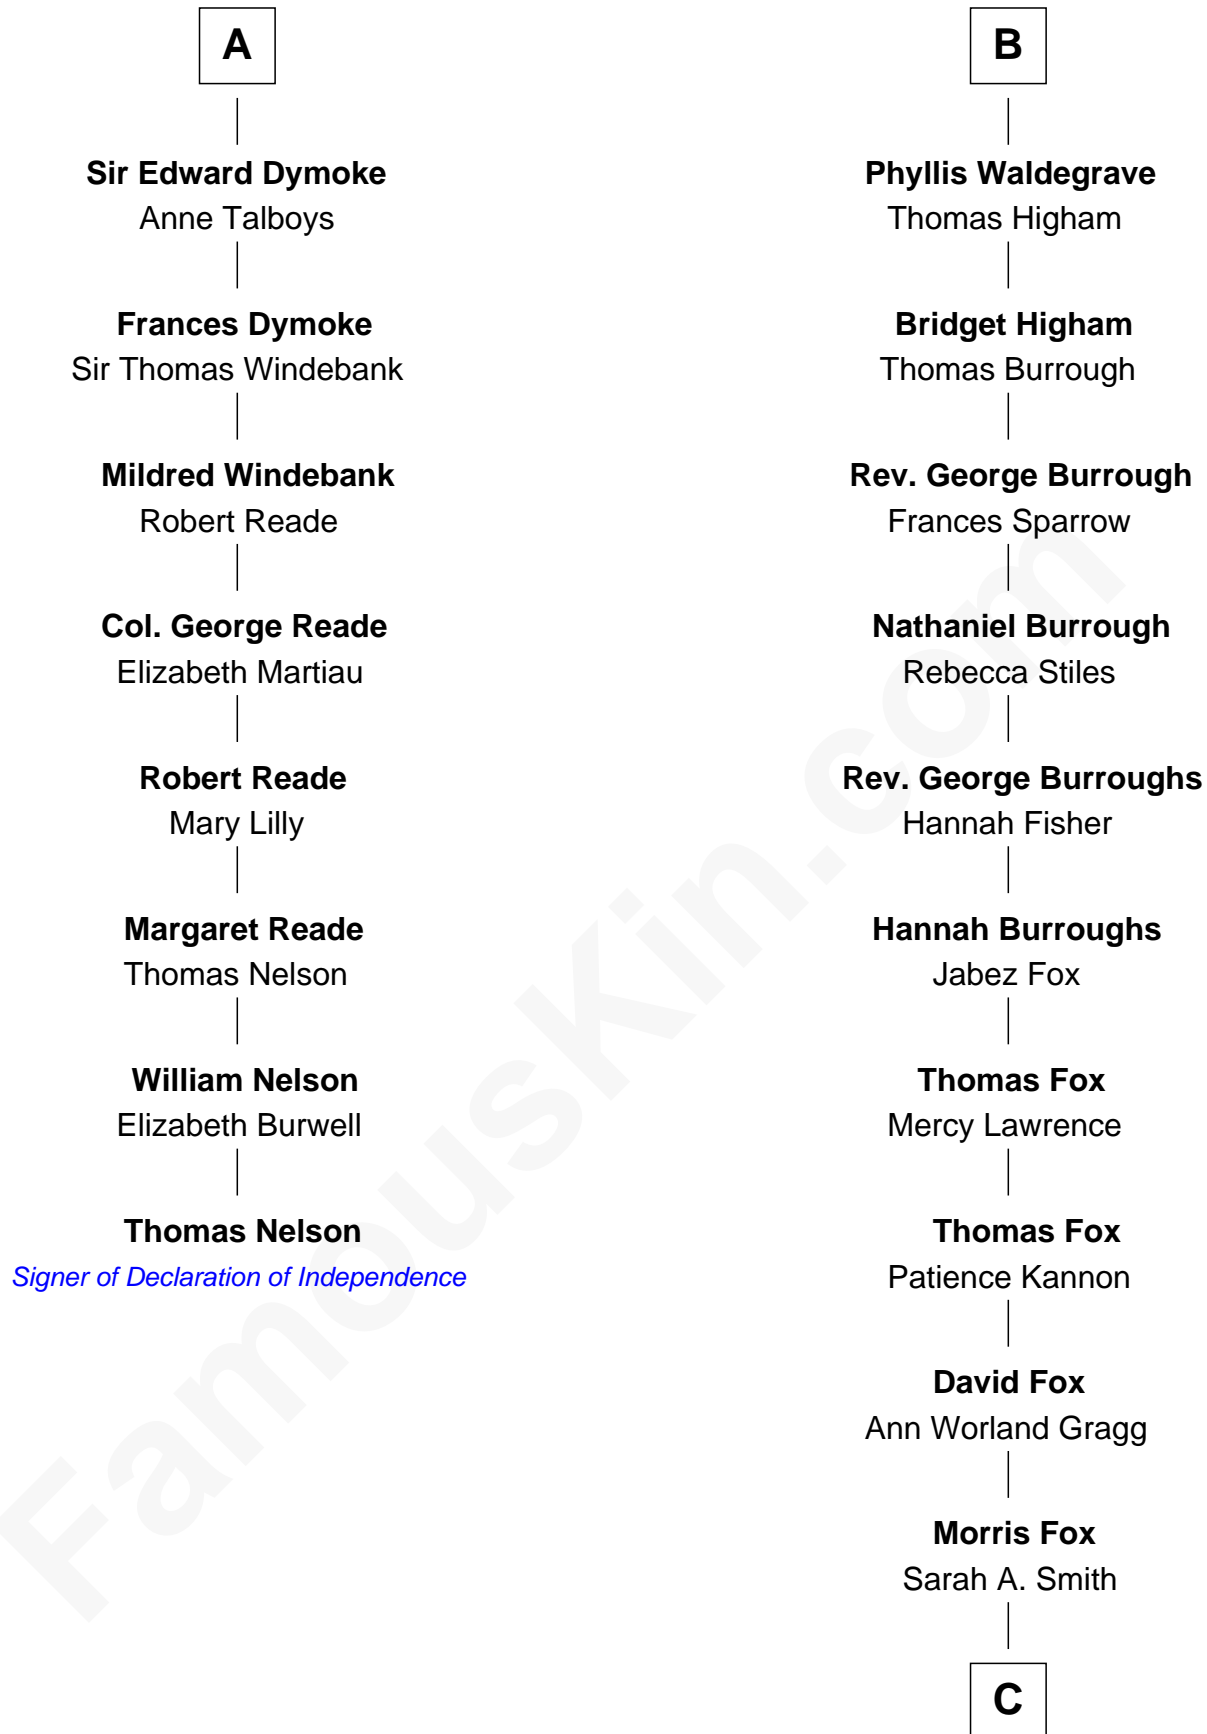 A
Sir Edward Dymoke
Anne Talboys
Frances Dymoke
Sir Thomas Windebank
Mildred Windebank
Robert Reade
Col. George Reade
Elizabeth Martiau
Robert Reade
Mary Lilly
Margaret Reade
Thomas Nelson
William Nelson
Elizabeth Burwell
Thomas Nelson
Signer of Declaration of Independence
B
Phyllis Waldegrave
Thomas Higham
Bridget Higham
Thomas Burrough
Rev. George Burrough
Frances Sparrow
Nathaniel Burrough
Rebecca Stiles
Rev. George Burroughs
Hannah Fisher
Hannah Burroughs
Jabez Fox
Thomas Fox
Mercy Lawrence
Thomas Fox
Patience Kannon
David Fox
Ann Worland Gragg
Morris Fox
Sarah A. Smith
C
FamousKin.com